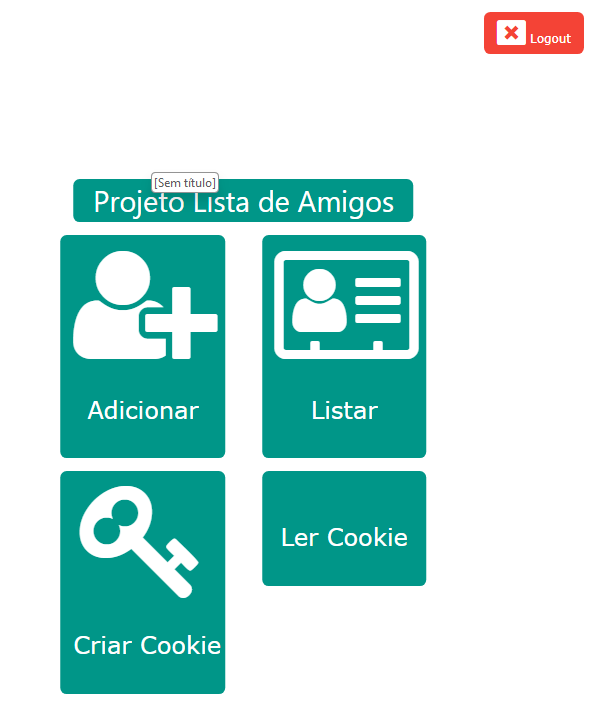 Logout
[Sem título]
Projeto Lista de Amigos
Adicionar
Listar
Criar Cookie
Ler Cookie